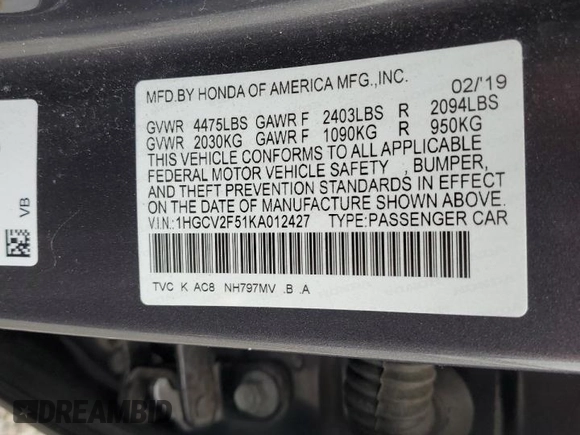 MFD.BY HONDA OF AMERICA MFG.,INC. 02/'19
GVWR 4475LBS GAWR F 2403LBS R 2094LBS
GVWR 2030KG GAWR F 1090KG R 950KG
THIS VEHICLE CONFORMS TO ALL APPLICABLE
FEDERAL MOTOR VEHICLE SAFETY , BUMPER,
AND THEFT PREVENTION STANDARDS IN EFFECT
ON THE DATE OF MANUFACTURE SHOWN ABOVE.
V.I.N.:1HGCV2F51KA012427 TYPE:PASSENGER CAR
TVC K AC8 NH797MV .B .A
VB
DREAMBID